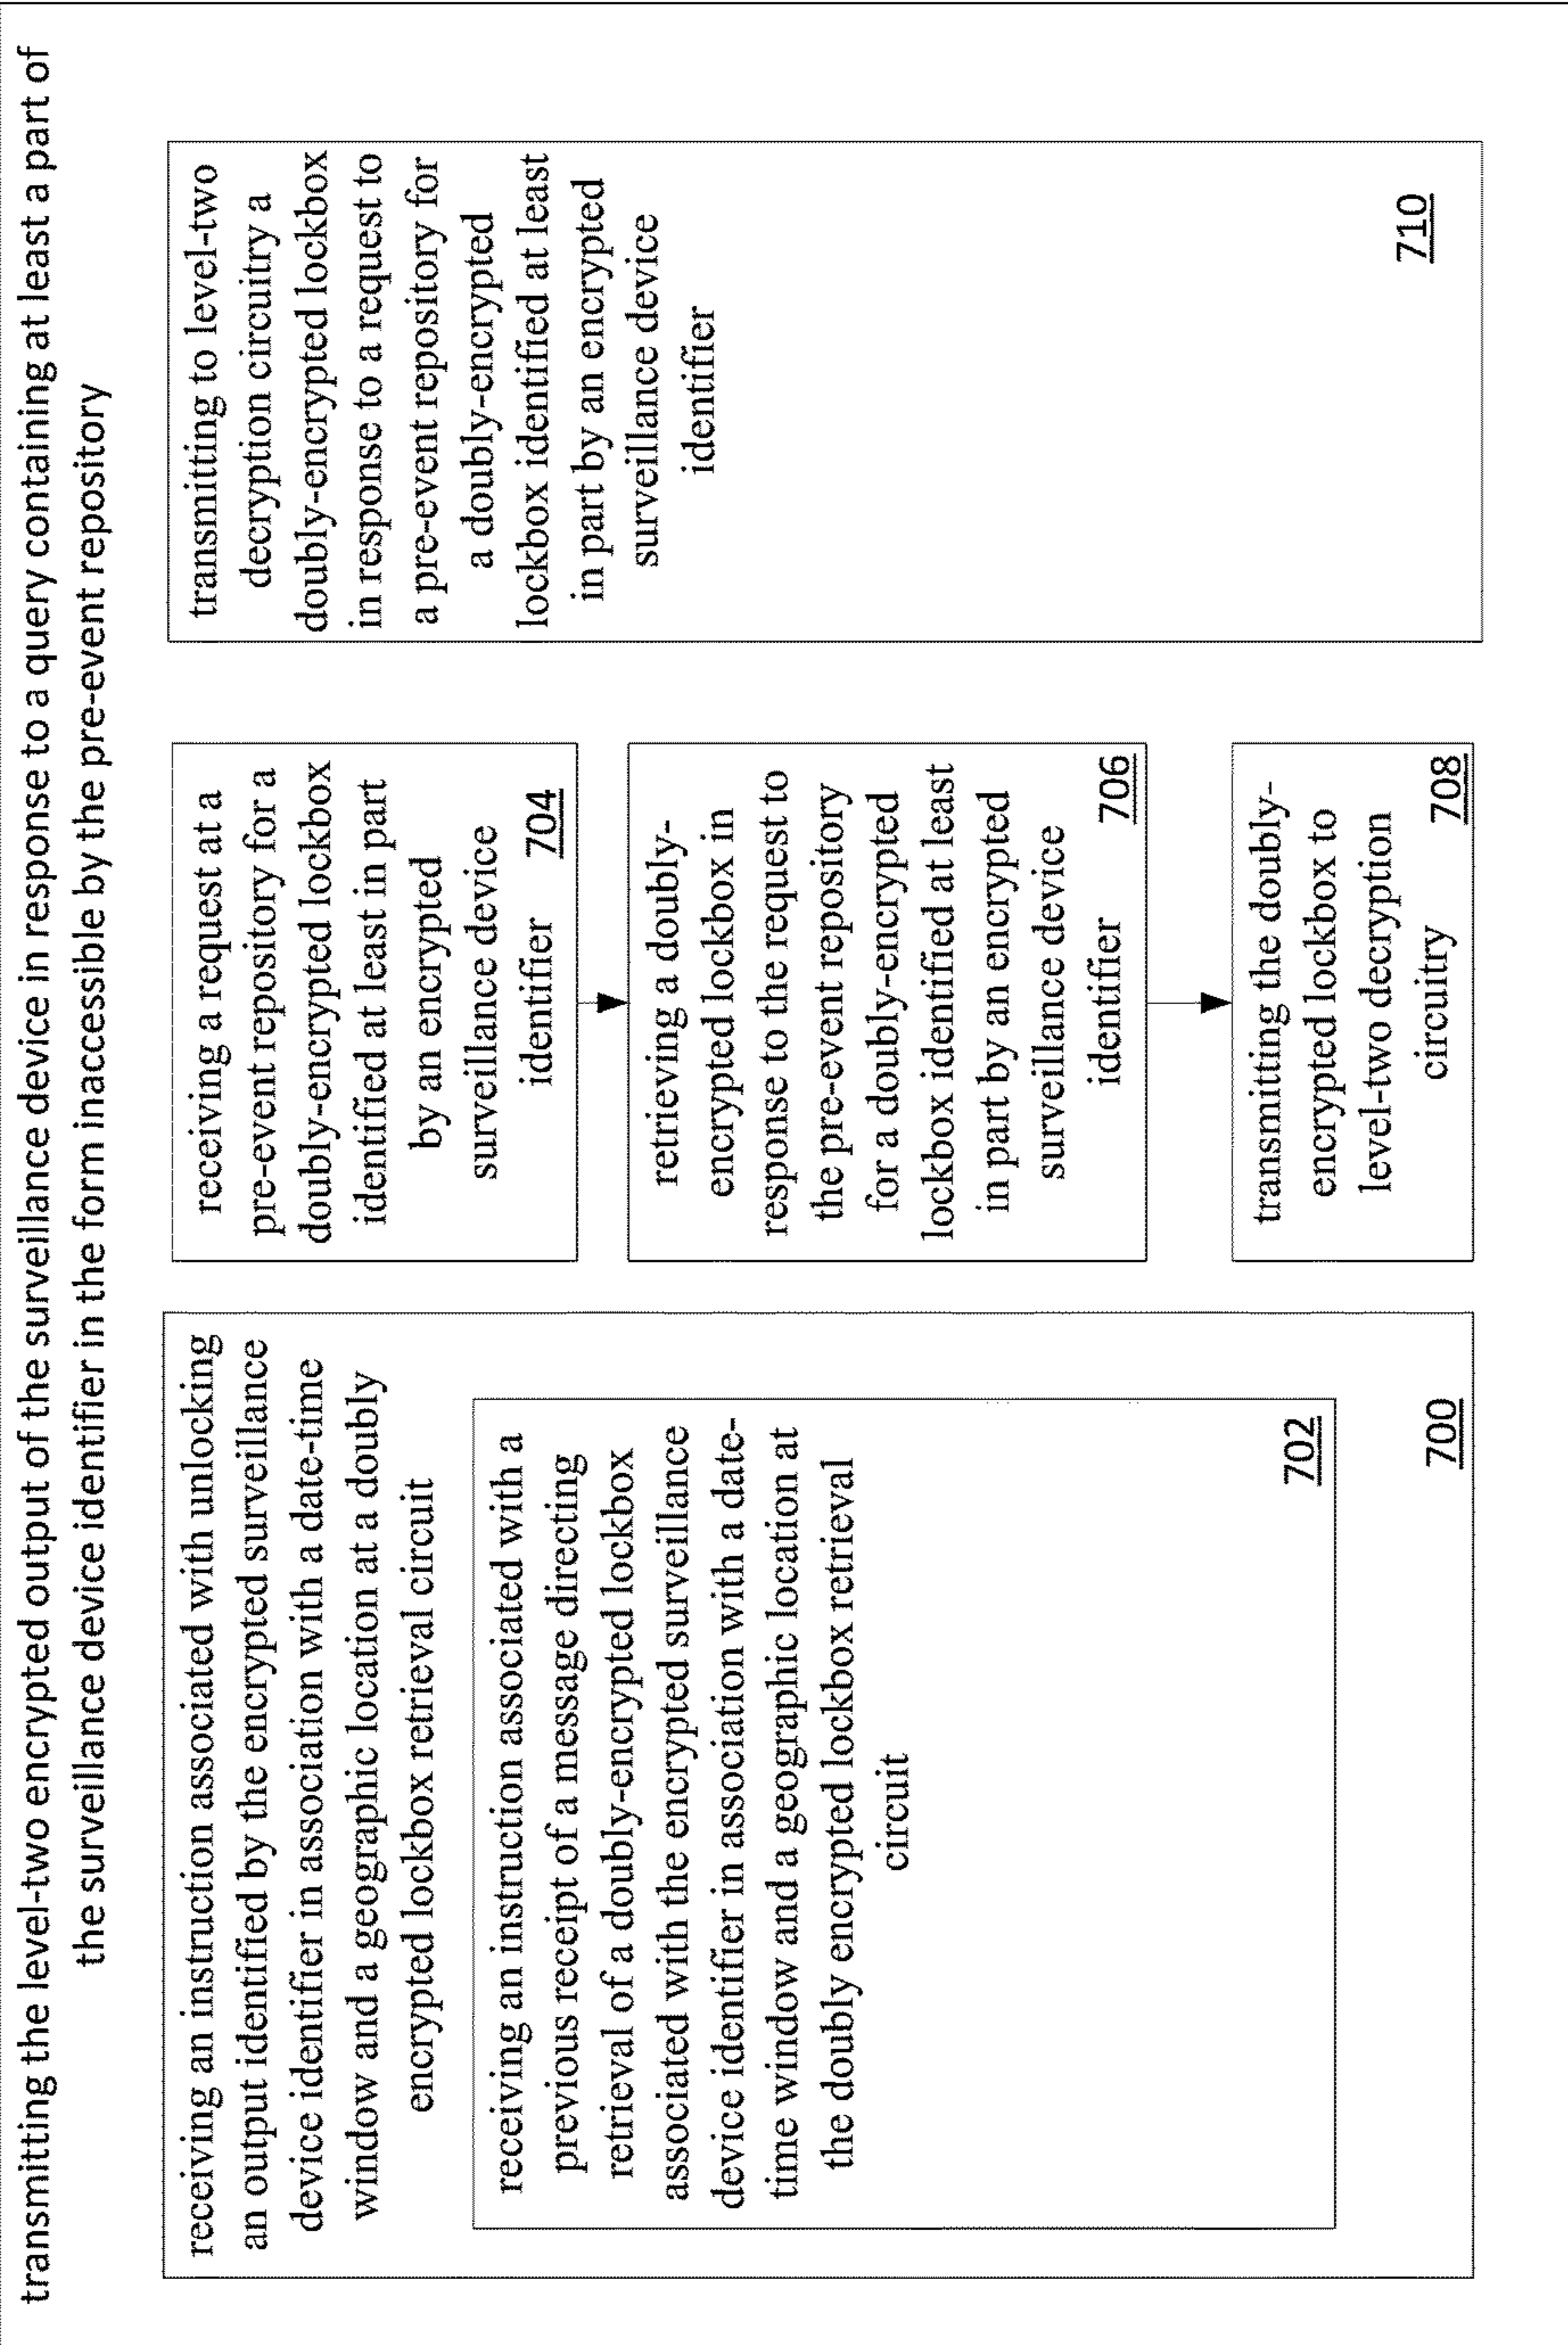 transmitting the level-two encrypted output of the surveillance device in response to a query containing at least a part of
the surveillance device identifier in the form inaccessible by the pre-event repository
receiving an instruction associated with unlocking
an output identified by the encrypted surveillance
device identifier in association with a date-time
window and a geographic location at a doubly
encrypted lockbox retrieval circuit
receiving an instruction associated with a
previous receipt of a message directing
retrieval of a doubly-encrypted lockbox
associated with the encrypted surveillance
device identifier in association with a date-
time window and a geographic location at
the doubly encrypted lockbox retrieval
circuit
702
700
receiving a request at a
pre-event repository for a
doubly-encrypted lockbox
identified at least in part
by an encrypted
surveillance device
identifier 704
retrieving a doubly-
encrypted lockbox in
response to the request to
the pre-event repository
for a doubly-encrypted
lockbox identified at least
in part by an encrypted
surveillance device
identifier 706
transmitting the doubly-
encrypted lockbox to
level-two decryption
circuitry 708
transmitting to level-two
decryption circuitry a
doubly-encrypted lockbox
in response to a request to
a pre-event repository for
a doubly-encrypted
lockbox identified at least
in part by an encrypted
surveillance device
identifier
710